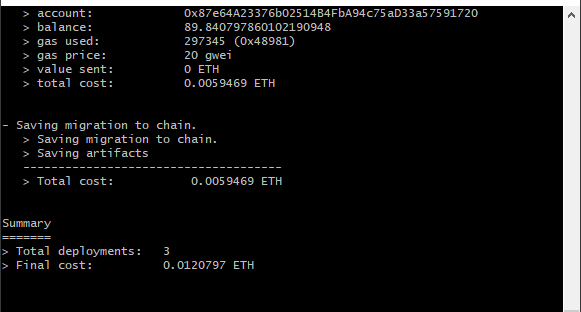 > account:          0x87e64A23376b02514B4FbA94c75aD33a57591720
> balance:          89.840797860102190948
> gas used:         297345 (0x48981)
> gas price:        20 gwei
> value sent:       0 ETH
> total cost:       0.0059469 ETH
- Saving migration to chain.
> Saving migration to chain.
> Saving artifacts
-------------------------------------
> Total cost:           0.0059469 ETH
Summary
=======
> Total deployments:   3
> Final cost:          0.0120797 ETH